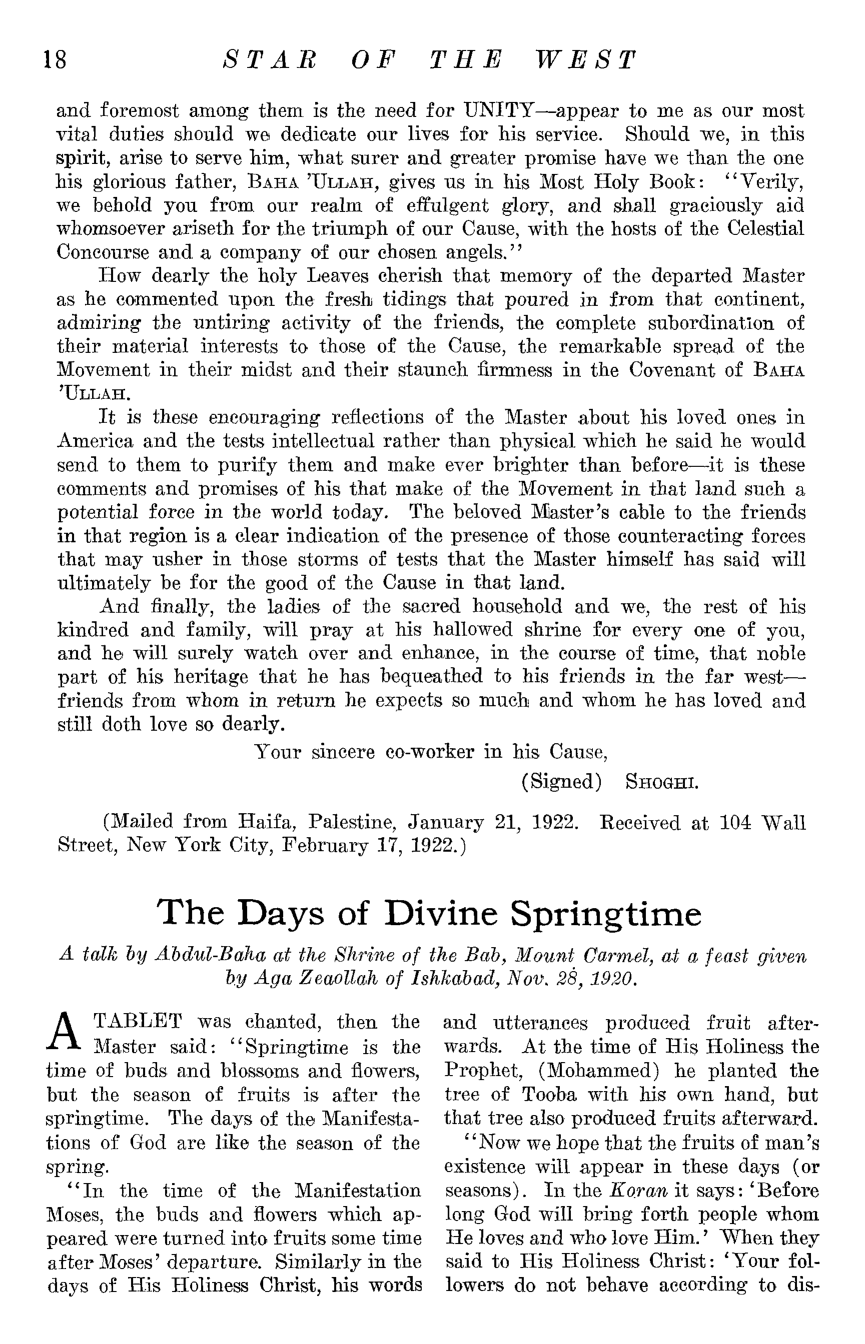 18 STAR OF THE WEST
and foremost among them is the need for UNITY—appear to me as our most
vital duties should we dedicate our lives for his service. Should we, in this
spirit, arise to serve him, what surer and greater promise have we than the one
his glorious father, BAHA 'ULLAH, gives us in his Most Holy Book: "Verily,
we behold you from our realm of effulgent glory, and shall graciously aid
whomsoever ariseth for the triumph of our Cause, with the hosts of the Celestial
Concourse and a company of our chosen angels."
How dearly the holy Leaves cherish that memory of the departed Master
as he commented upon the fresh tidings that poured in from that continent,
admiring the untiring activity of the friends, the complete subordination of
their material interests to those of the Cause, the remarkable spread of the
Movement in their midst and their staunch firmness in the Covenant of BAHA
'ULLAH.
It is these encouraging reflections of the Master about his loved ones in
America and the tests intellectual rather than physical which he said he would
send to them to purify them and make ever brighter than before—it is these
comments and promises of his that make of the Movement in that land such a
potential force in the world today. The beloved Master's cable to the friends
in that region is a clear indication of the presence of those counteracting forces
that may usher in those storms of tests that the Master himself has said will
ultimately be for the good of the Cause in that land.
And finally, the ladies of the sacred household and we, the rest of his
kindred and family, will pray at his hallowed shrine for every one of you,
and he will surely watch over and enhance, in the course of time, that noble
part of his heritage that he has bequeathed to his friends in the far west—
friends from whom in return he expects so much and whom he has loved and
still doth love so dearly.
Your sincere co-worker in his Cause,
(Signed) SHOGHI.
(Mailed from Haifa, Palestine, January 21, 1922. Received at 104 Wall
Street, New York City, February 17, 1922.)
The Days of Divine Springtime
A talk by Abdul-Baha at the Shrine of the Bab, Mount Carmel, at a feast given
by Aga Zeaollah of Ishkabad, Nov. 28, 1920.
A TABLET was chanted, then the
Master said: "Springtime is the
time of buds and blossoms and flowers,
but the season of fruits is after the
springtime. The days of the Manifesta-
tions of God are like the season of the
spring.
"In the time of the Manifestation
Moses, the buds and flowers which ap-
peared were turned into fruits some time
after Moses' departure. Similarly in the
days of His Holiness Christ, his words
and utterances produced fruit after-
wards. At the time of His Holiness the
Prophet, (Mohammed) he planted the
tree of Tooba with his own hand, but
that tree also produced fruits afterward.
"Now we hope that the fruits of man's
existence will appear in these days (or
seasons). In the Koran it says: 'Before
long God will bring forth people whom
He loves and who love Him.' When they
said to His Holiness Christ: 'Your fol-
lowers do not behave according to dis-